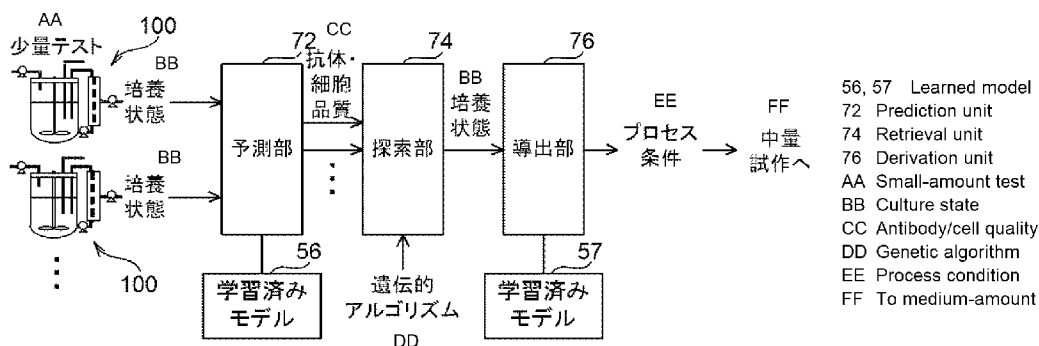 AA
少量テスト
100
BB
培養
状態
BB
培養
状態
100
72
予測部
56
学習済み
モデル
CC
抗体・
細胞
品質
74
探索部
遺伝的
アルゴリズム
DD
BB
培養
状態
76
導出部
57
学習済み
モデル
EE
プロセス
条件
FF
中量
試作へ
56, 57 Learned model
72 Prediction unit
74 Retrieval unit
76 Derivation unit
AA Small-amount test
BB Culture state
CC Antibody/cell quality
DD Genetic algorithm
EE Process condition
FF To medium-amount